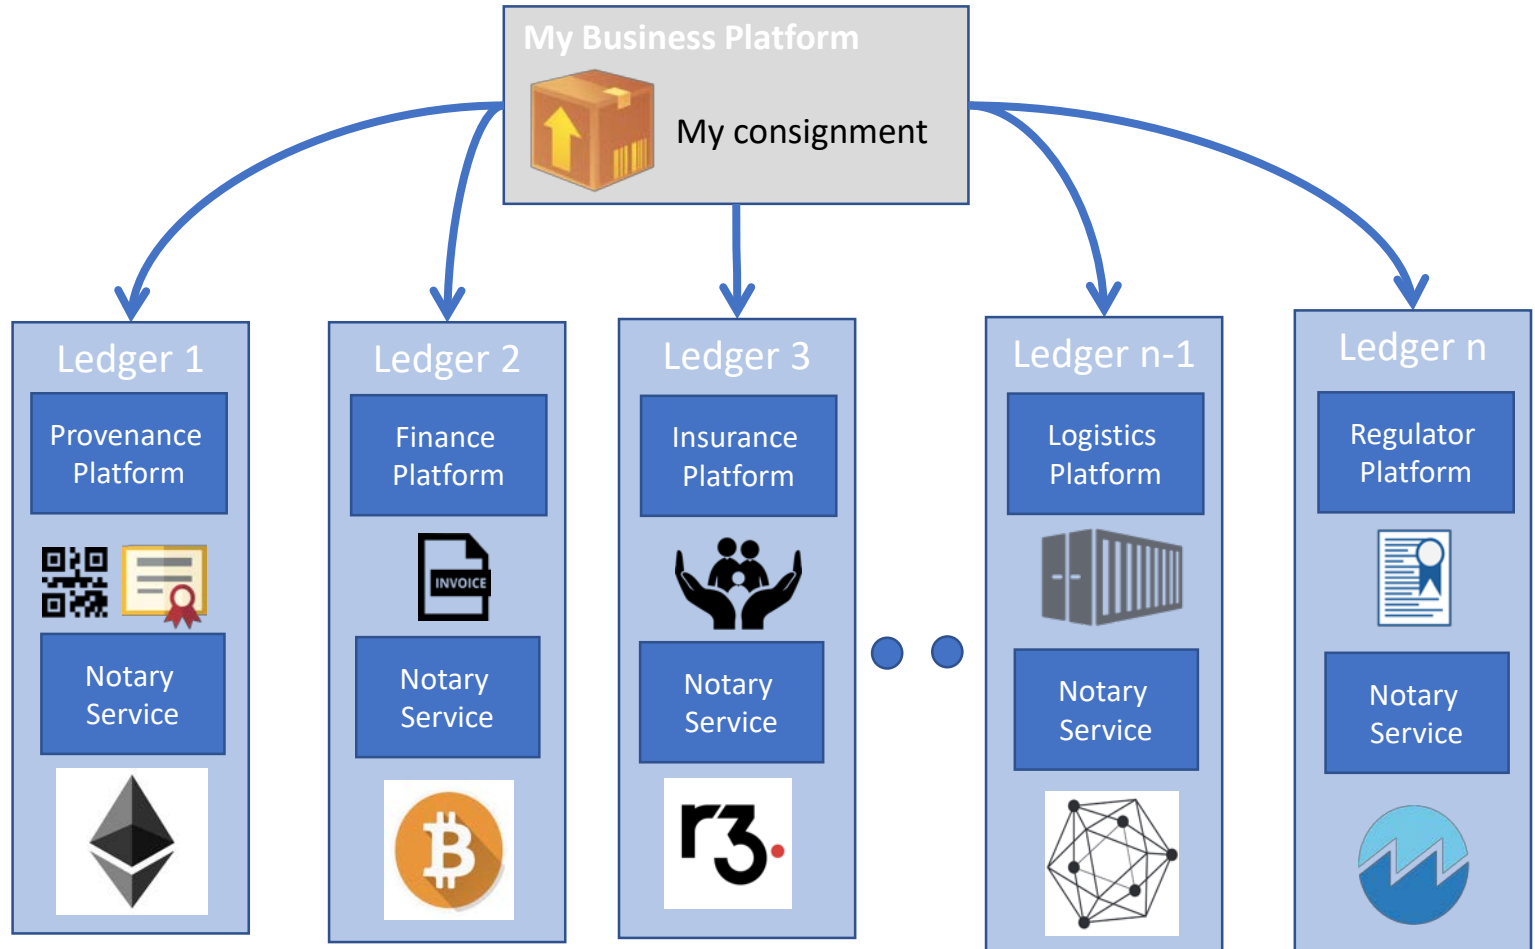 My Business Platform
My consignment
Ledger 1
Provenance
Platform
Notary
Service
Ledger 2
Finance
Platform
INVOICE
Notary
Service
Ledger 3
Insurance
Platform
Notary
Service
r3.
Ledger n-1
Logistics
Platform
Notary
Service
Ledger n
Regulator
Platform
Notary
Service